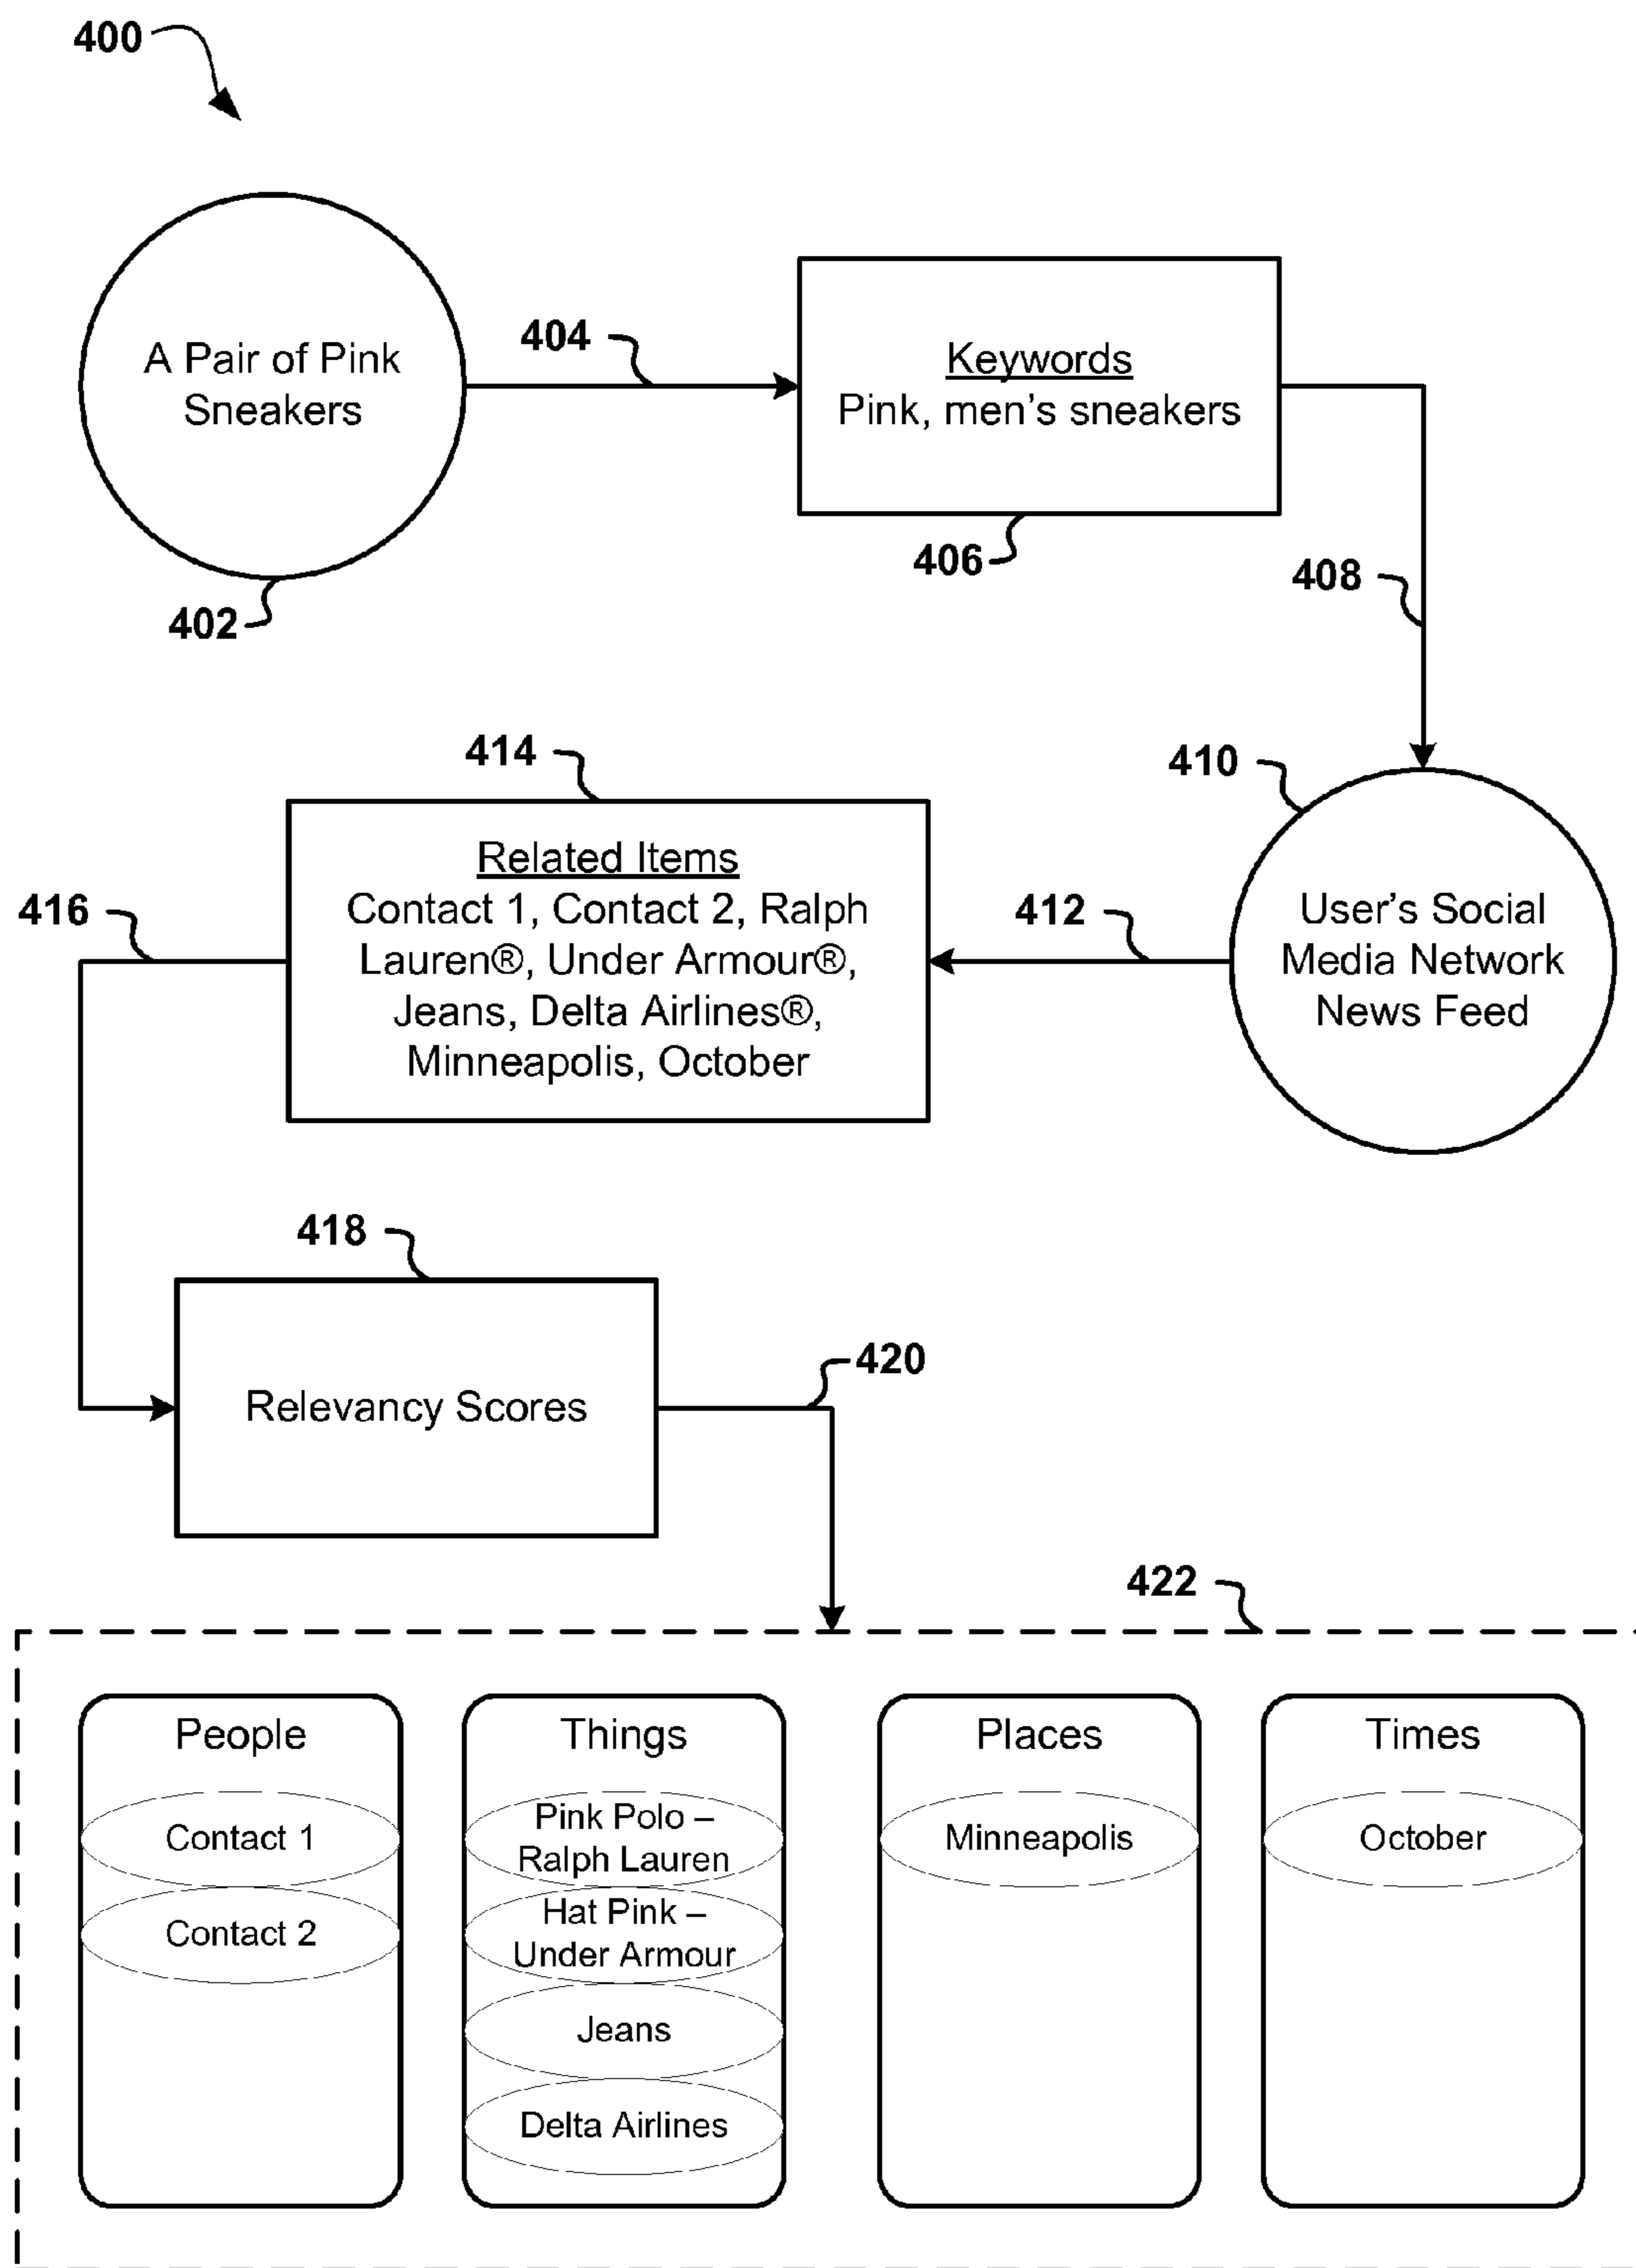 400
A Pair of Pink
Sneakers
402
404
Keywords
Pink, men's sneakers
406
408
410
User's Social
Media Network
News Feed
412
414
Related Items
Contact 1, Contact 2, Ralph
Lauren®, Under Armour®,
Jeans, Delta Airlines®,
Minneapolis, October
416
418
Relevancy Scores
420
422
People
Contact 1
Contact 2
Things
Pink Polo –
Ralph Lauren
Hat Pink –
Under Armour
Jeans
Delta Airlines
Places
Minneapolis
Times
October